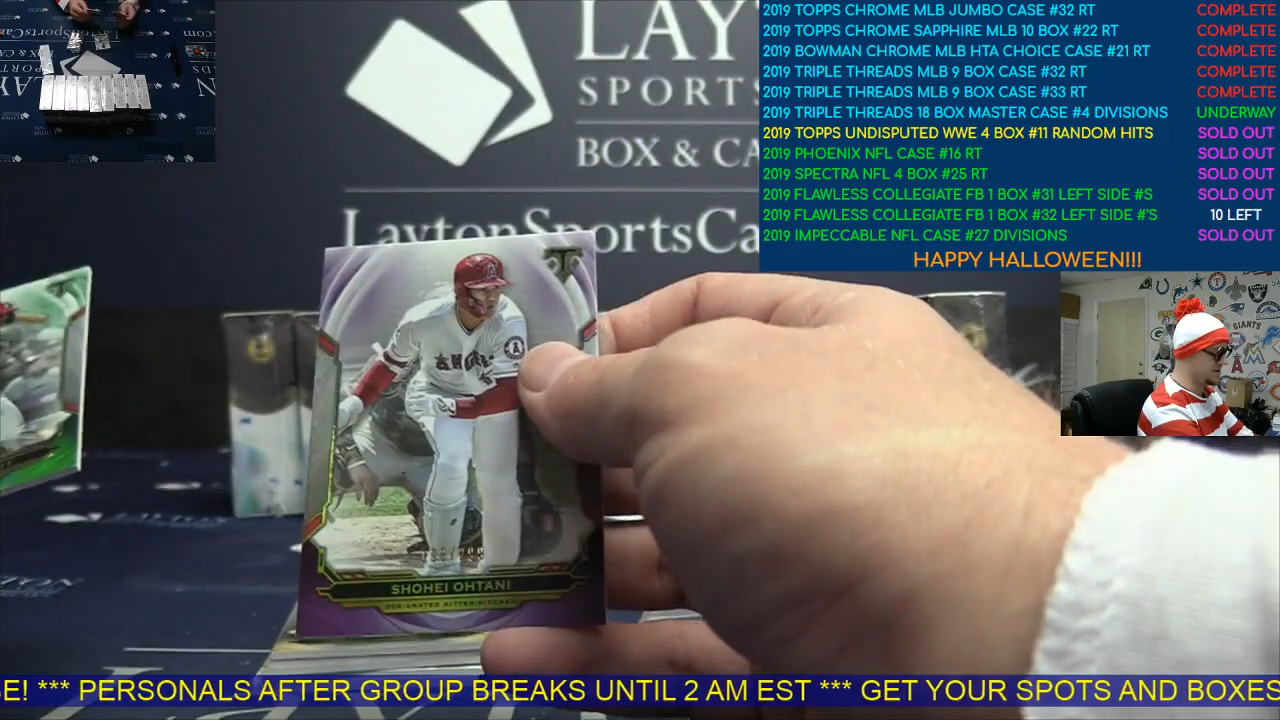 LAY
SPORTS
BOX & CA
LaytonSportsCa
2019 TOPPS CHROME MLB JUMBO CASE #32 RT COMPLETE
2019 TOPPS CHROME SAPPHIRE MLB 10 BOX #22 RT COMPLETE
2019 BOWMAN CHROME MLB HTA CHOICE CASE #21 RT COMPLETE
2019 TRIPLE THREADS MLB 9 BOX CASE #32 RT COMPLETE
2019 TRIPLE THREADS MLB 9 BOX CASE #33 RT COMPLETE
2019 TRIPLE THREADS 18 BOX MASTER CASE #4 DIVISIONS UNDERWAY
2019 TOPPS UNDISPUTED WWE 4 BOX #11 RANDOM HITS SOLD OUT
2019 PHOENIX NFL CASE #16 RT SOLD OUT
2019 SPECTRA NFL 4 BOX #25 RT SOLD OUT
2019 FLAWLESS COLLEGIATE FB 1 BOX #31 LEFT SIDE #S SOLD OUT
2019 FLAWLESS COLLEGIATE FB 1 BOX #32 LEFT SIDE #'S 10 LEFT
2019 IMPECCABLE NFL CASE #27 DIVISIONS SOLD OUT
HAPPY HALLOWEEN!!!
GIANTS
ANGELS
SHOHEI OHTANI
DESIGNATED HITTER/PITCHER
E! *** PERSONALS AFTER GROUP BREAKS UNTIL 2 AM EST *** GET YOUR SPOTS AND BOXES